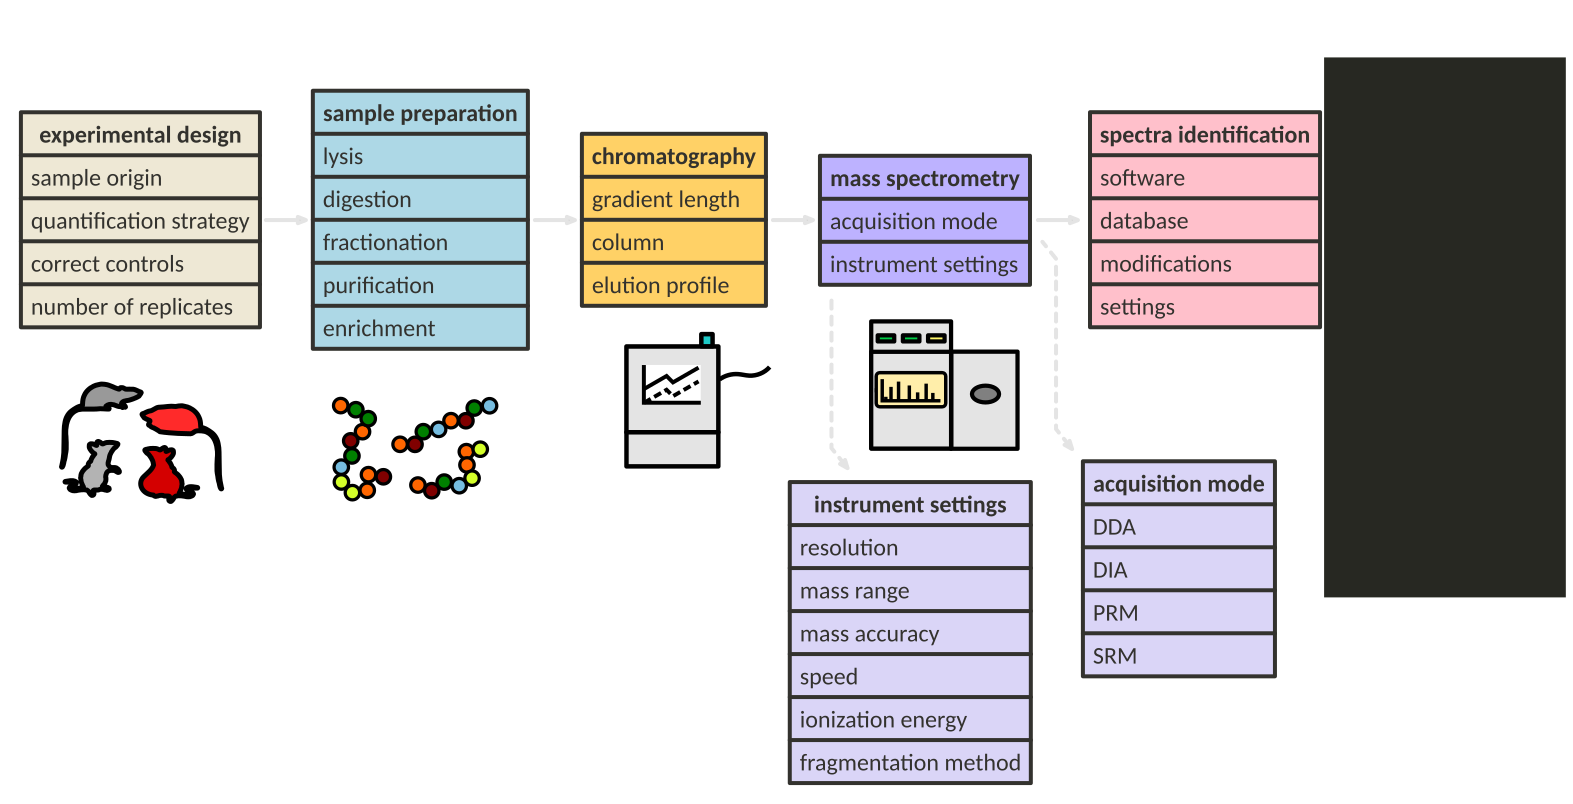 experimental design
sample origin
quantification strategy
correct controls
number of replicates
sample preparation
lysis
digestion
fractionation
purification
enrichment
chromatography
gradient length
column
elution profile
mass spectrometry
acquisition mode
instrument settings
spectra identification
software
database
modifications
settings
instrument settings
resolution
mass range
mass accuracy
speed
ionization energy
fragmentation method
acquisition mode
DDA
DIA
PRM
SRM